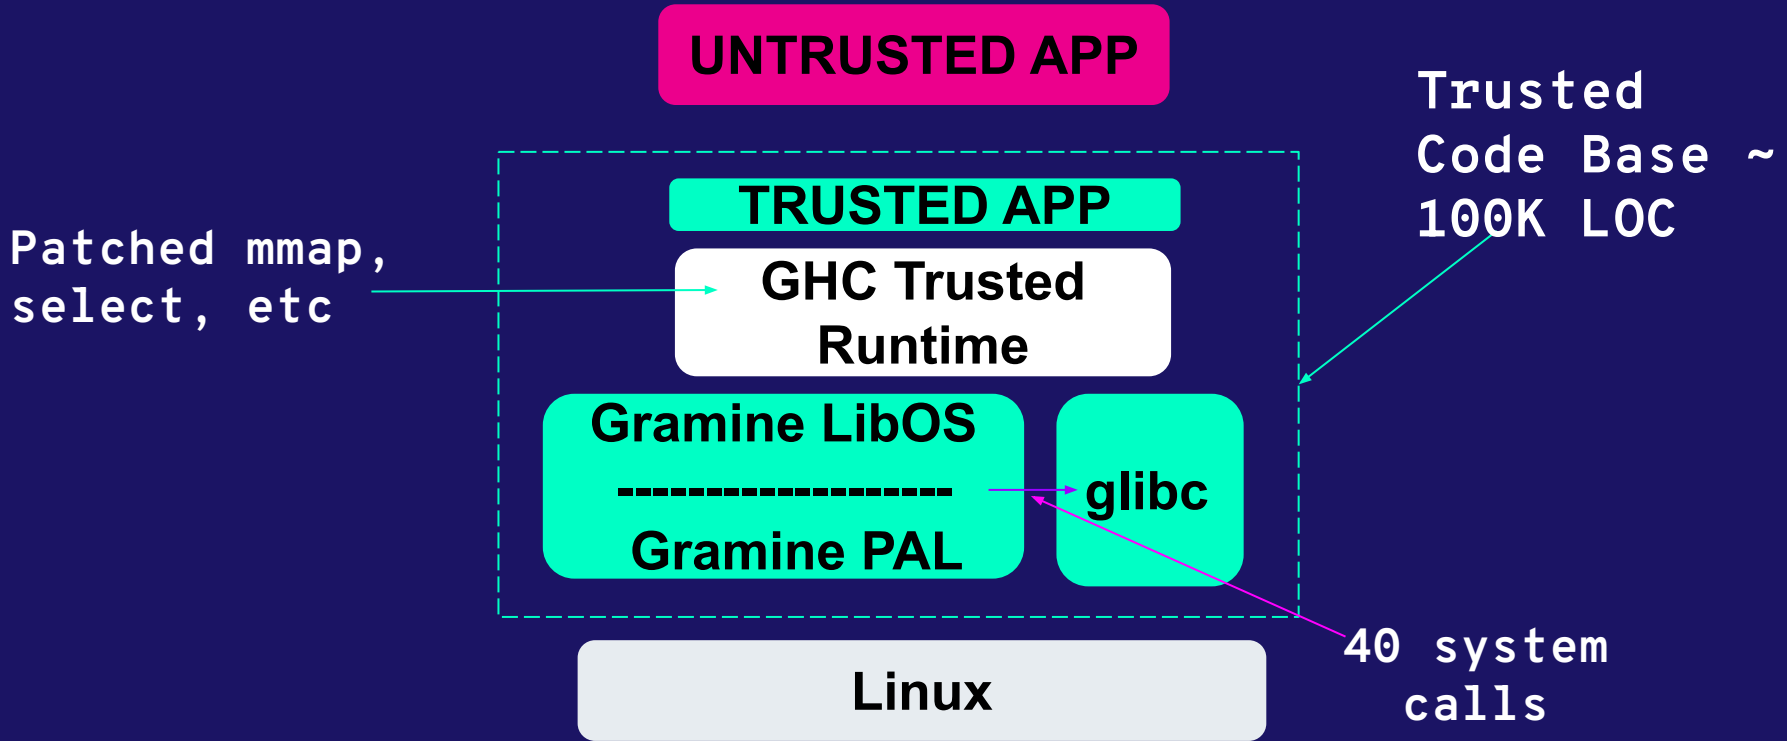 UNTRUSTED APP
Trusted
Code Base ~
100K LOC
TRUSTED APP
Patched mmap,
select, etc
GHC Trusted
Runtime
Gramine LibOS
-------------------
Gramine PAL
glibc
40 system
calls
Linux